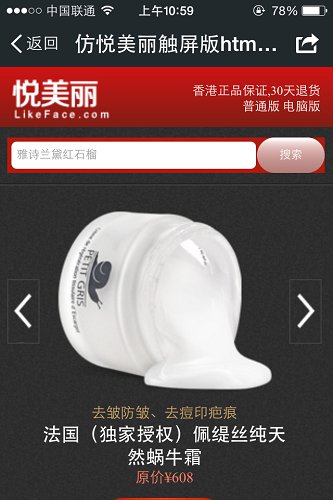 中国联通 上午10:59 78%
返回 仿悦美丽触屏版htm...
悦美丽 香港正品保证,30天退货
LikeFace.com 普通版 电脑版
雅诗兰黛红石榴 搜索
PETIT GRIS
去皱防皱、去痘印疤痕
法国（独家授权）佩缇丝纯天
然蜗牛霜
原价¥608